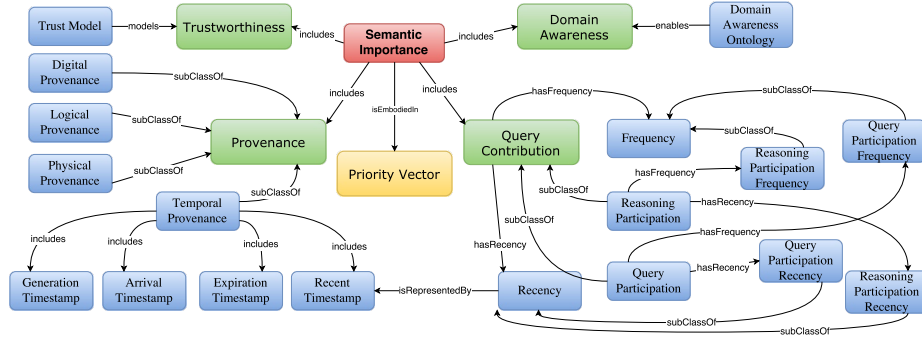 Trust Model
models
Trustworthiness
includes
Semantic
Importance
includes
Domain
Awareness
enables
Domain
Awareness
Ontology
Digital
Provenance
subClassOf
Logical
Provenance
subClassOf
Physical
Provenance
subClassOf
Provenance
includes
isEmbodiedIn
includes
Priority Vector
Query
Contribution
hasFrequency
Frequency
subClassOf
subClassOf
Query
Participation
Frequency
Reasoning
Participation
Frequency
hasFrequency
subClassOf
Reasoning
Participation
hasRecency
subClassOf
Temporal
Provenance
subClassOf
hasFrequency
hasRecency
includes
includes
includes
includes
Generation
Timestamp
Arrival
Timestamp
Expiration
Timestamp
Recent
Timestamp
isRepresentedBy
Recency
Query
Participation
hasRecency
Query
Participation
Recency
Reasoning
Participation
Recency
subClassOf
subClassOf